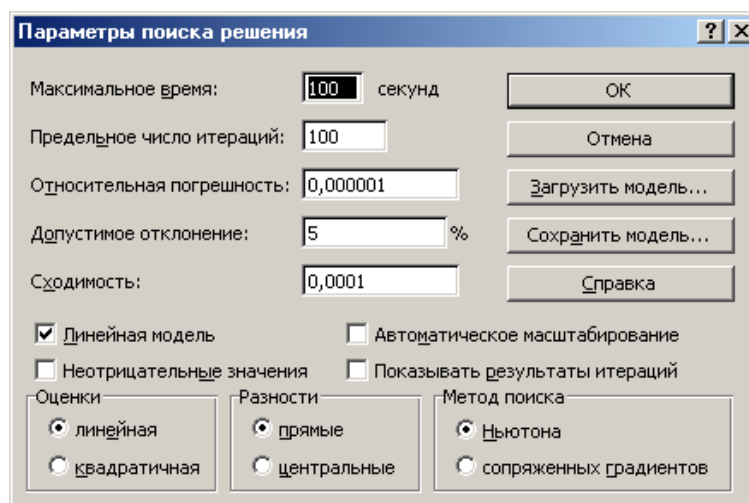 Параметры поиска решения
Максимальное время: 100 секунд
ОК
Предельное число итераций: 100
Отмена
Относительная погрешность: 0,000001
Загрузить модель...
Допустимое отклонение: 5 %
Сохранить модель...
Сходимость: 0,0001
Справка
Линейная модель
Автоматическое масштабирование
Неотрицательные значения
Показывать результаты итераций
Оценки
Разности
Метод поиска
линейная
прямые
Ньютона
квадратичная
центральные
сопряженных градиентов